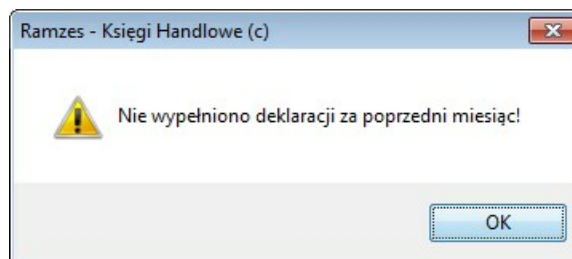 Ramzes - Księgi Handlowe (c)
Nie wypełniono deklaracji za poprzedni miesiąc!
OK